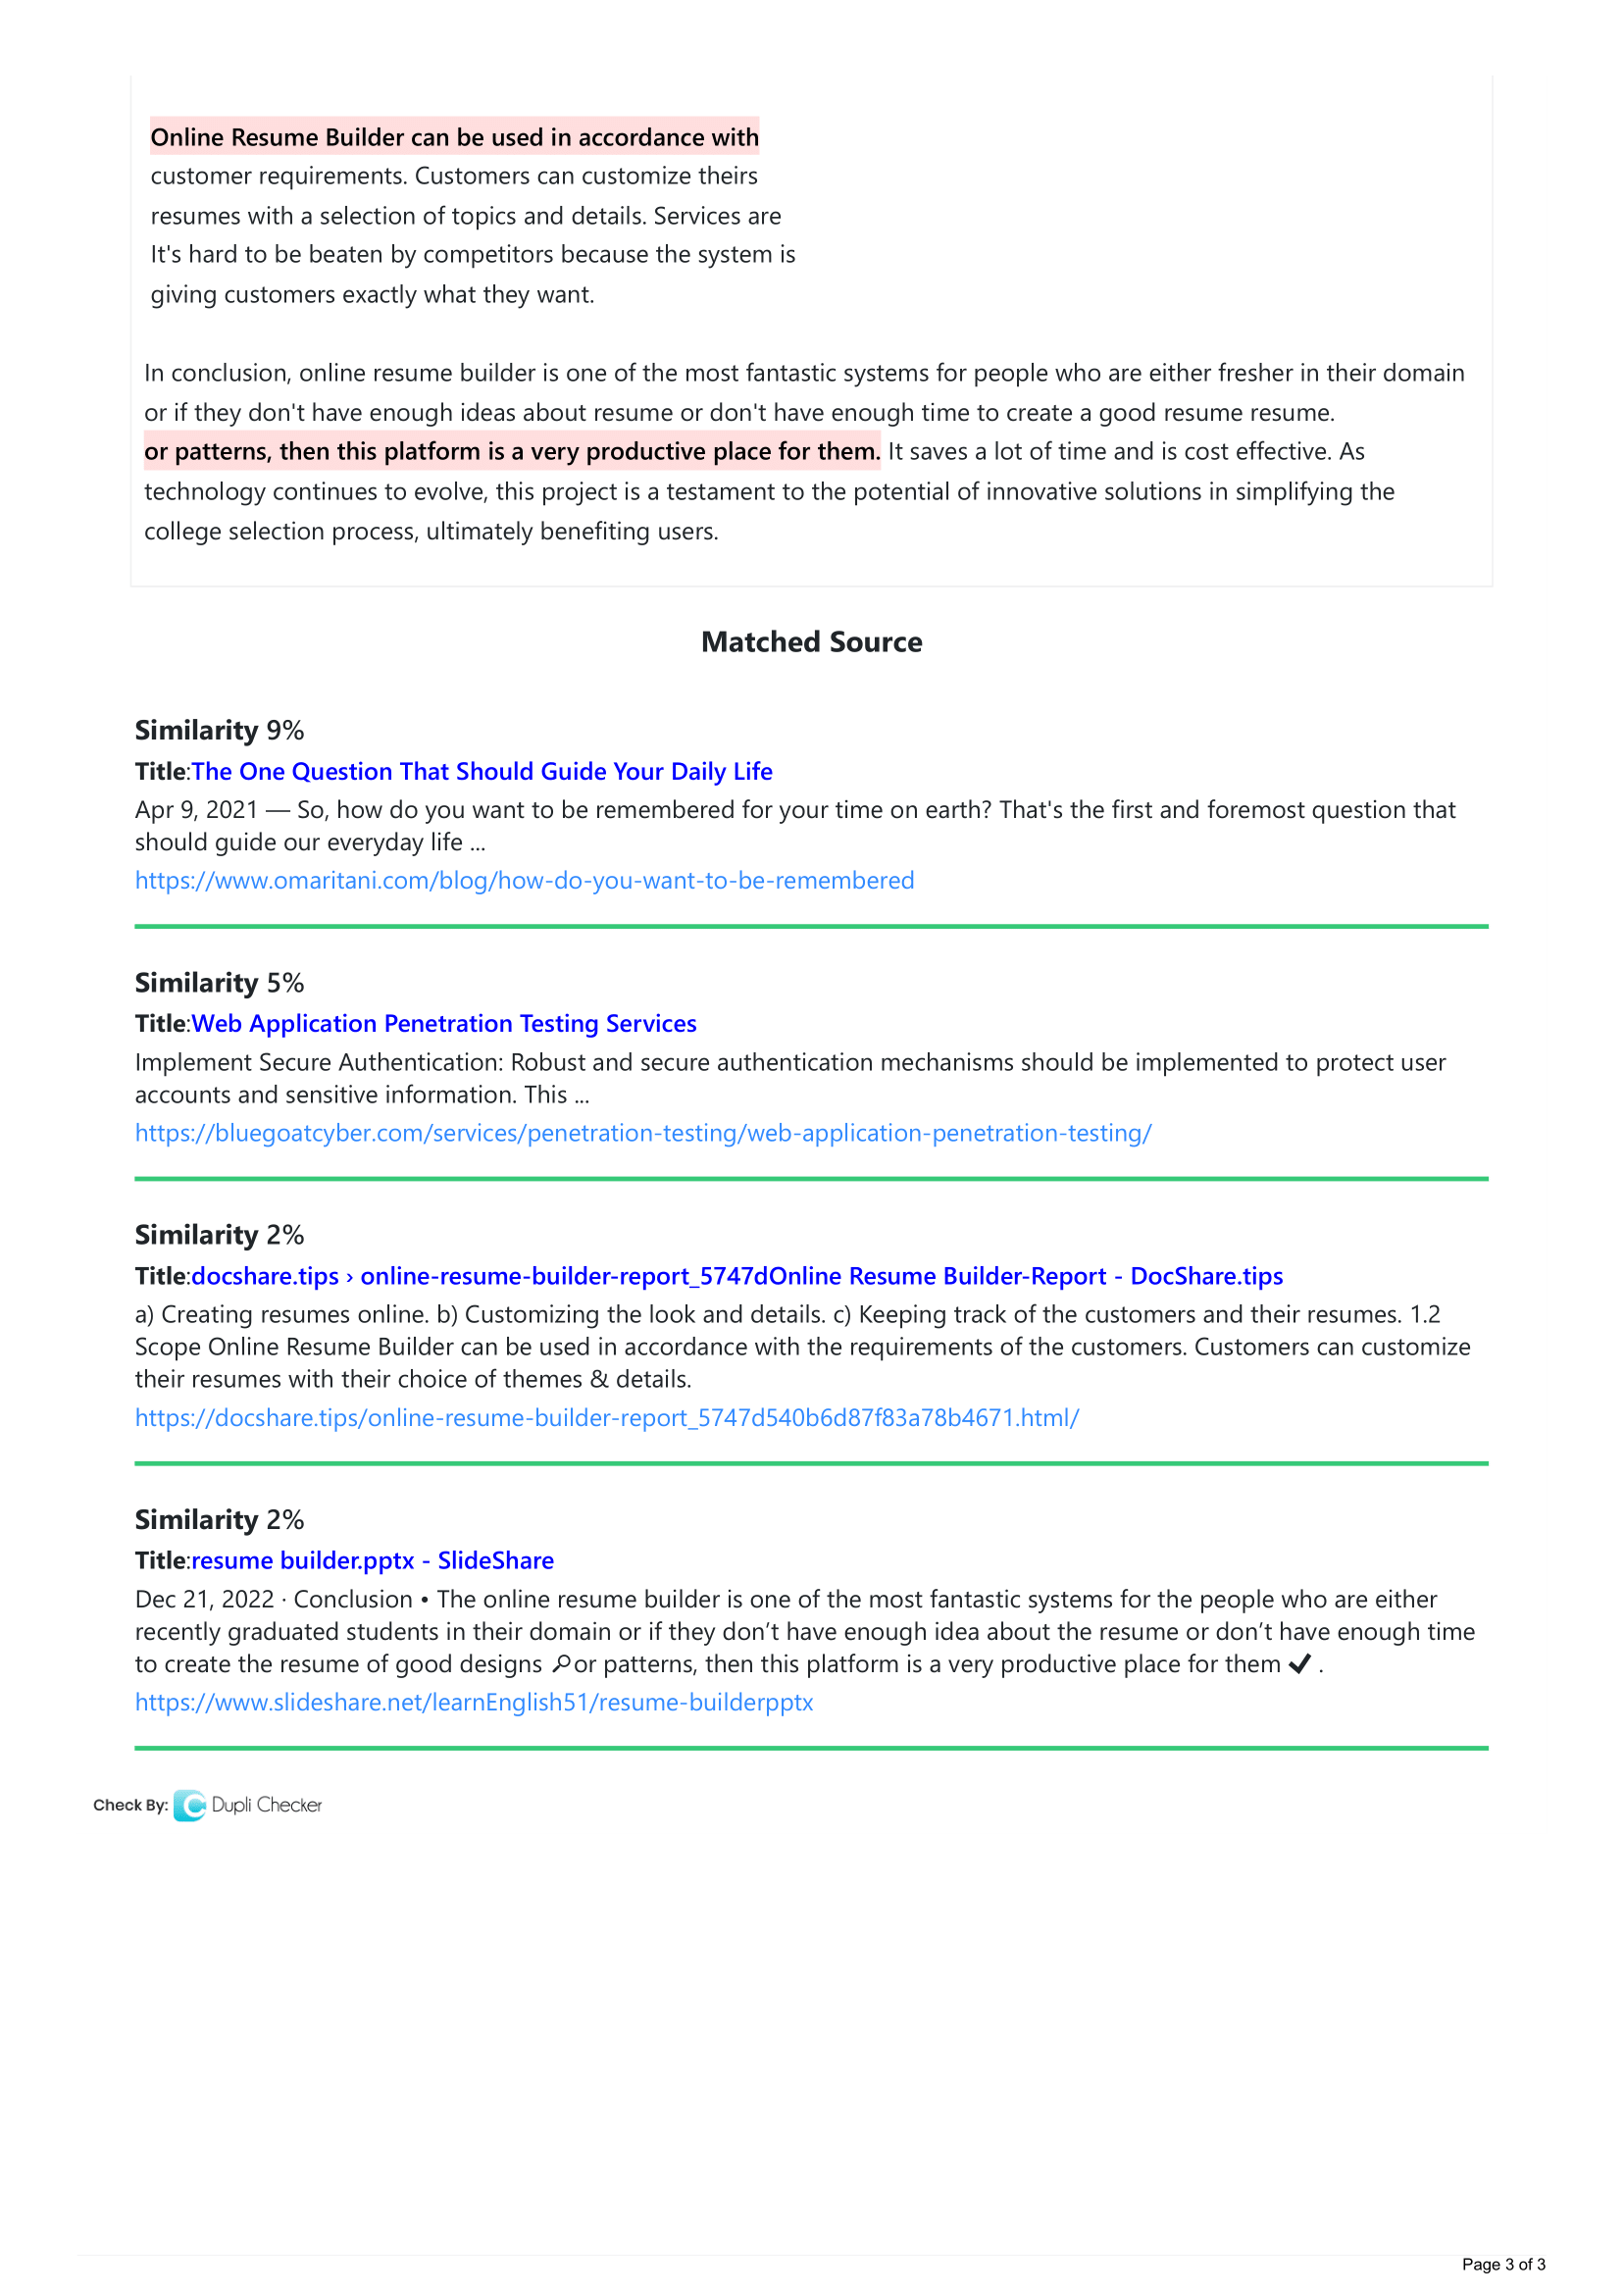 Online Resume Builder can be used in accordance with
customer requirements. Customers can customize theirs
resumes with a selection of topics and details. Services are
It's hard to be beaten by competitors because the system is
giving customers exactly what they want.
In conclusion, online resume builder is one of the most fantastic systems for people who are either fresher in their domain
or if they don't have enough ideas about resume or don't have enough time to create a good resume resume.
or patterns, then this platform is a very productive place for them. It saves a lot of time and is cost effective. As
technology continues to evolve, this project is a testament to the potential of innovative solutions in simplifying the
college selection process, ultimately benefiting users.
Matched Source
Similarity 9%
Title:The One Question That Should Guide Your Daily Life
Apr 9, 2021 — So, how do you want to be remembered for your time on earth? That's the first and foremost question that
should guide our everyday life ...
https://www.omaritani.com/blog/how-do-you-want-to-be-remembered
Similarity 5%
Title:Web Application Penetration Testing Services
Implement Secure Authentication: Robust and secure authentication mechanisms should be implemented to protect user
accounts and sensitive information. This ...
https://bluegoatcyber.com/services/penetration-testing/web-application-penetration-testing/
Similarity 2%
Title:docshare.tips › online-resume-builder-report_5747dOnline Resume Builder-Report - DocShare.tips
a) Creating resumes online. b) Customizing the look and details. c) Keeping track of the customers and their resumes. 1.2
Scope Online Resume Builder can be used in accordance with the requirements of the customers. Customers can customize
their resumes with their choice of themes & details.
https://docshare.tips/online-resume-builder-report_5747d540b6d87f83a78b4671.html/
Similarity 2%
Title:resume builder.pptx - SlideShare
Dec 21, 2022 · Conclusion • The online resume builder is one of the most fantastic systems for the people who are either
recently graduated students in their domain or if they don’t have enough idea about the resume or don’t have enough time
to create the resume of good designs 🔎or patterns, then this platform is a very productive place for them ✔ .
https://www.slideshare.net/learnEnglish51/resume-builderpptx
Check By: Dupli Checker
Page 3 of 3